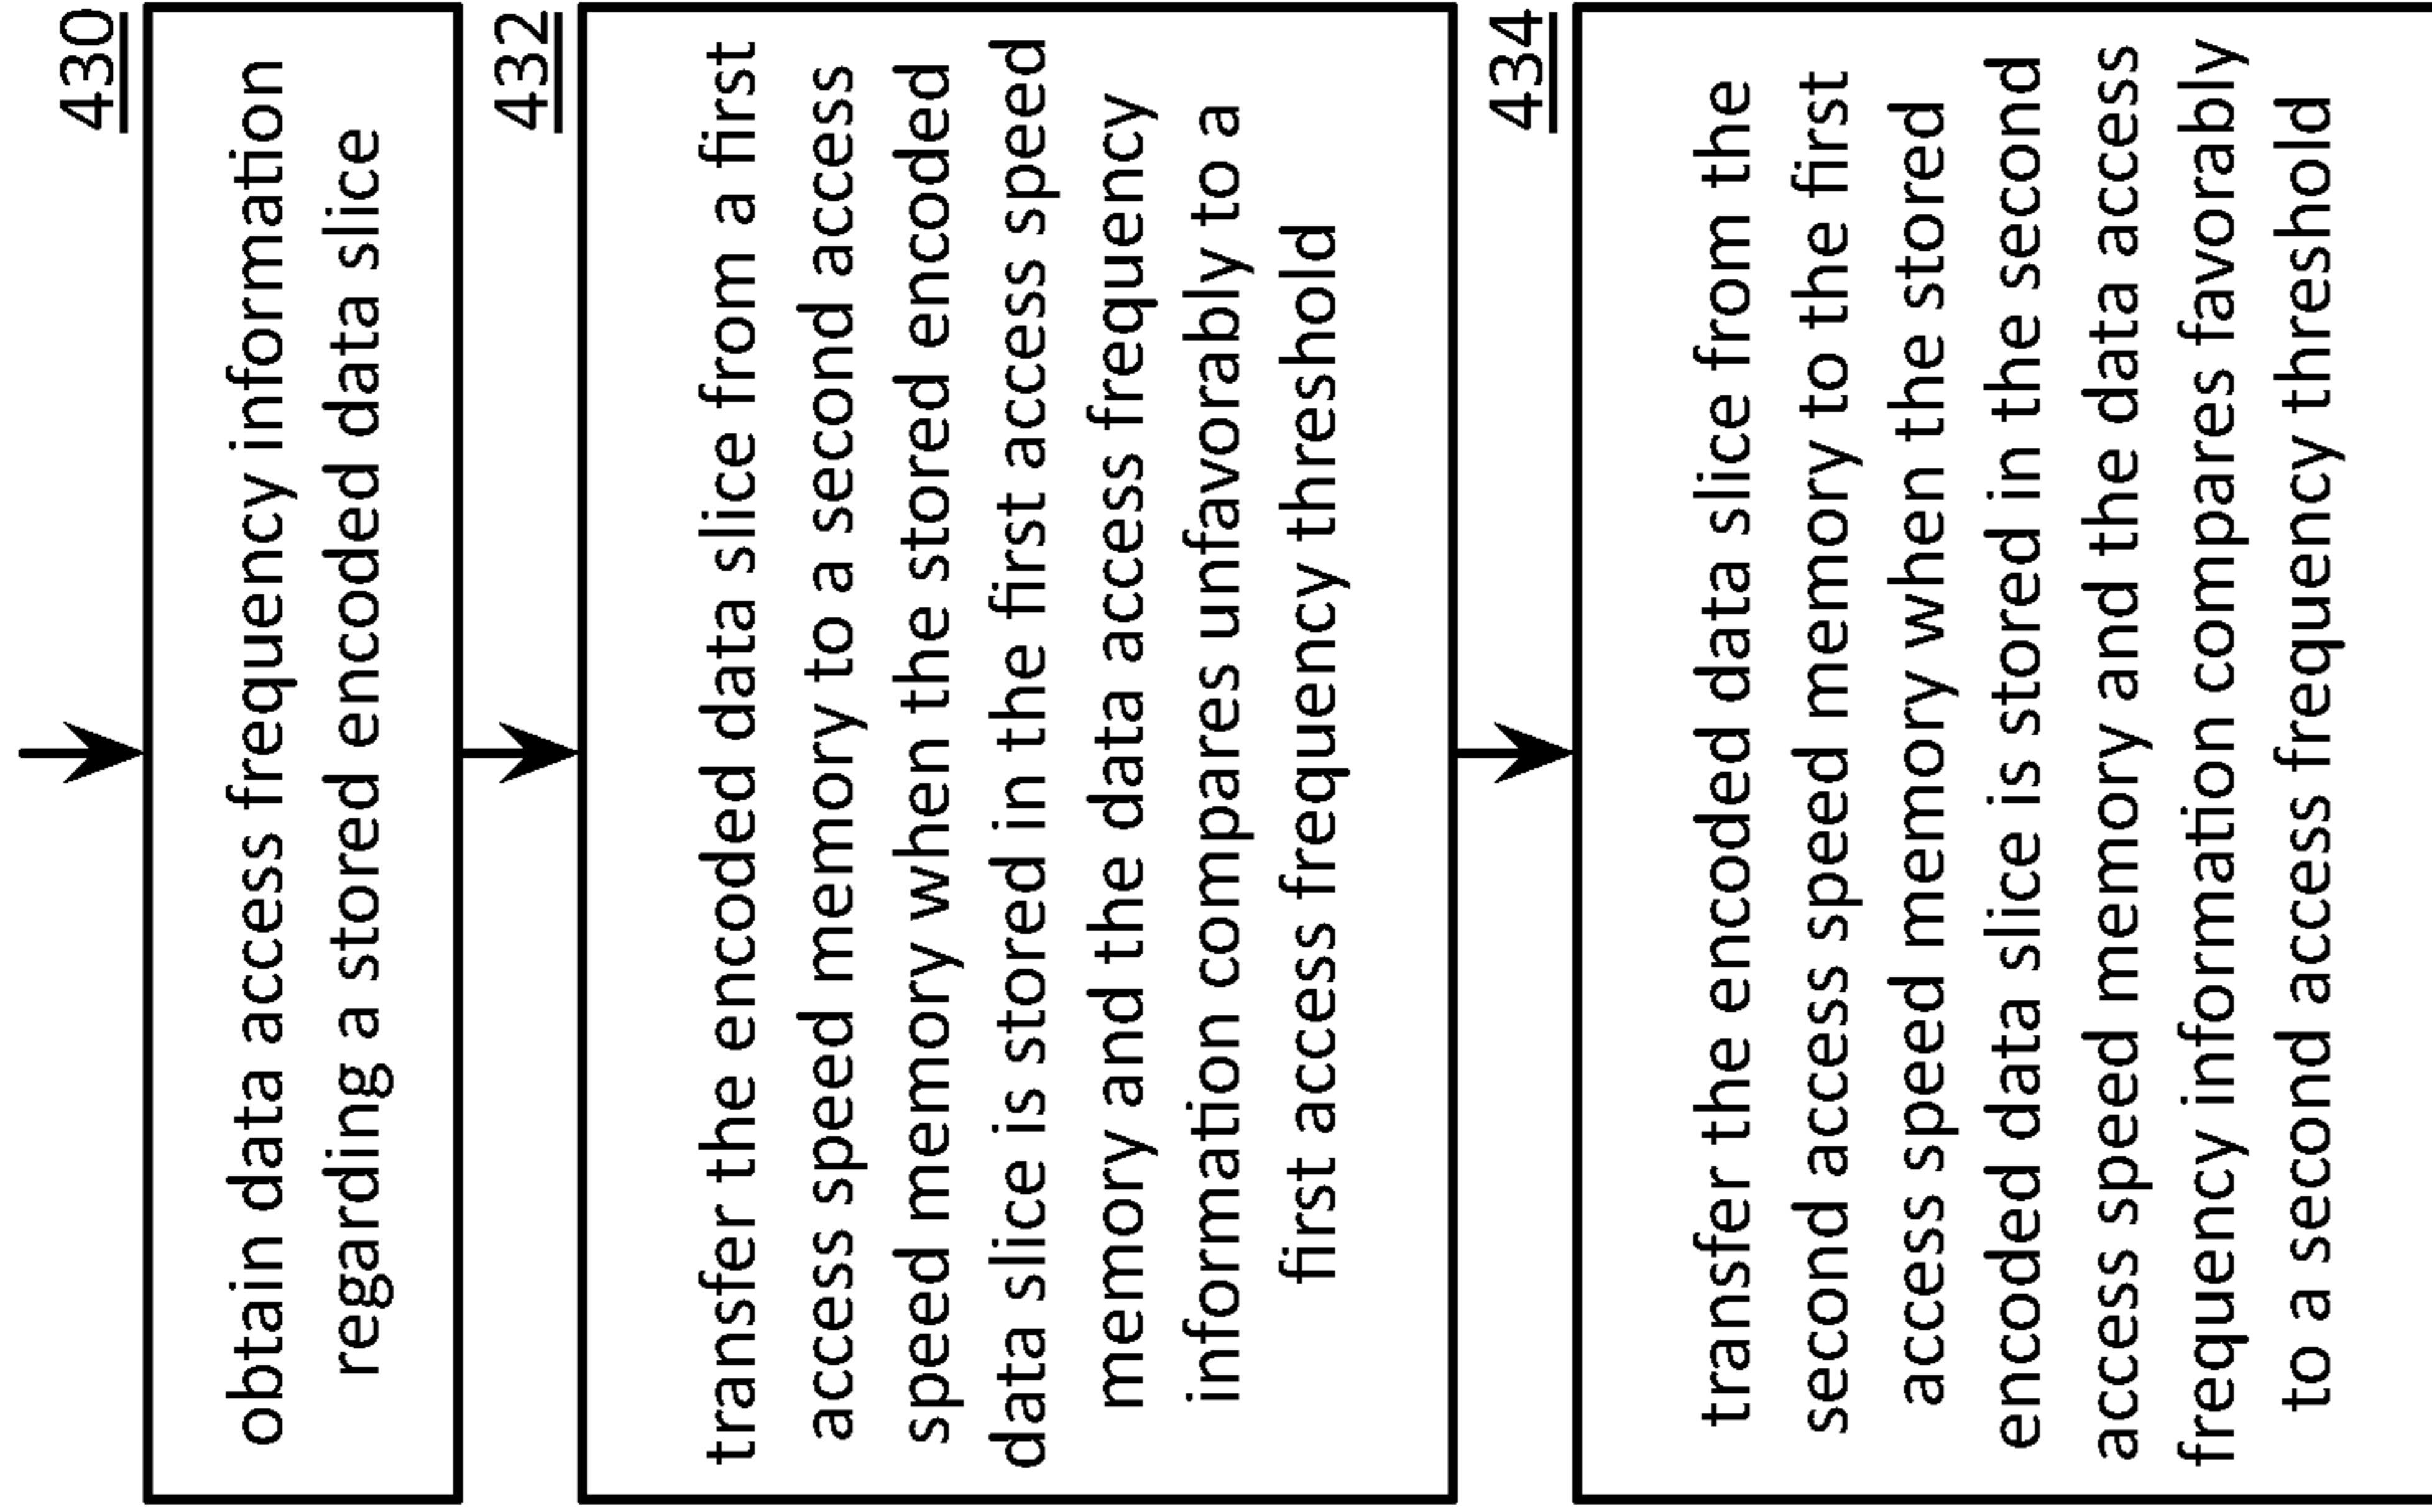 430
obtain data access frequency information
regarding a stored encoded data slice
432
transfer the encoded data slice from a first
access speed memory to a second access
speed memory when the stored encoded
data slice is stored in the first access speed
memory and the data access frequency
information compares unfavorably to a
first access frequency threshold
434
transfer the encoded data slice from the
second access speed memory to the first
access speed memory when the stored
encoded data slice is stored in the second
access speed memory and the data access
frequency information compares favorably
to a second access frequency threshold